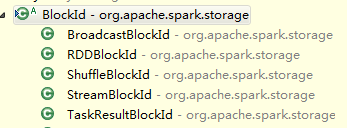 BlockId - org.apache.spark.storage
BroadcastBlockId - org.apache.spark.storage
RDDBlockId - org.apache.spark.storage
ShuffleBlockId - org.apache.spark.storage
StreamBlockId - org.apache.spark.storage
TaskResultBlockId - org.apache.spark.storage